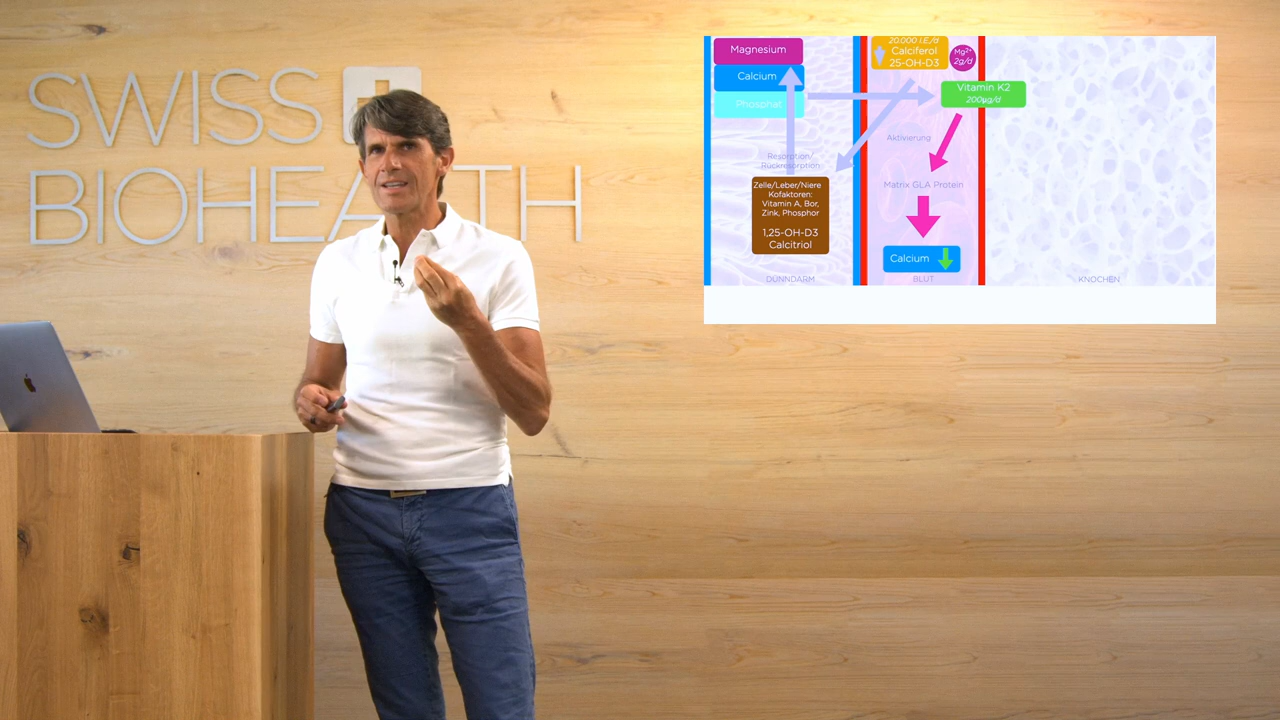 SWISS
BIOHEALTH
Magnesium
Calcium
Phosphat
Resorption/
Rückresorption
Zelle/Leber/Niere
Kofaktoren:
Vitamin A, Bor,
Zink, Phosphor
1,25-OH-D3
Calcitriol
DÜNNDARM
20.000 I.E./d
Calciferol
25-OH-D3
Mg2+
2g/d
Vitamin K2
200µg/d
Aktivierung
Matrix GLA Protein
Calcium
BLUT
KNOCHEN